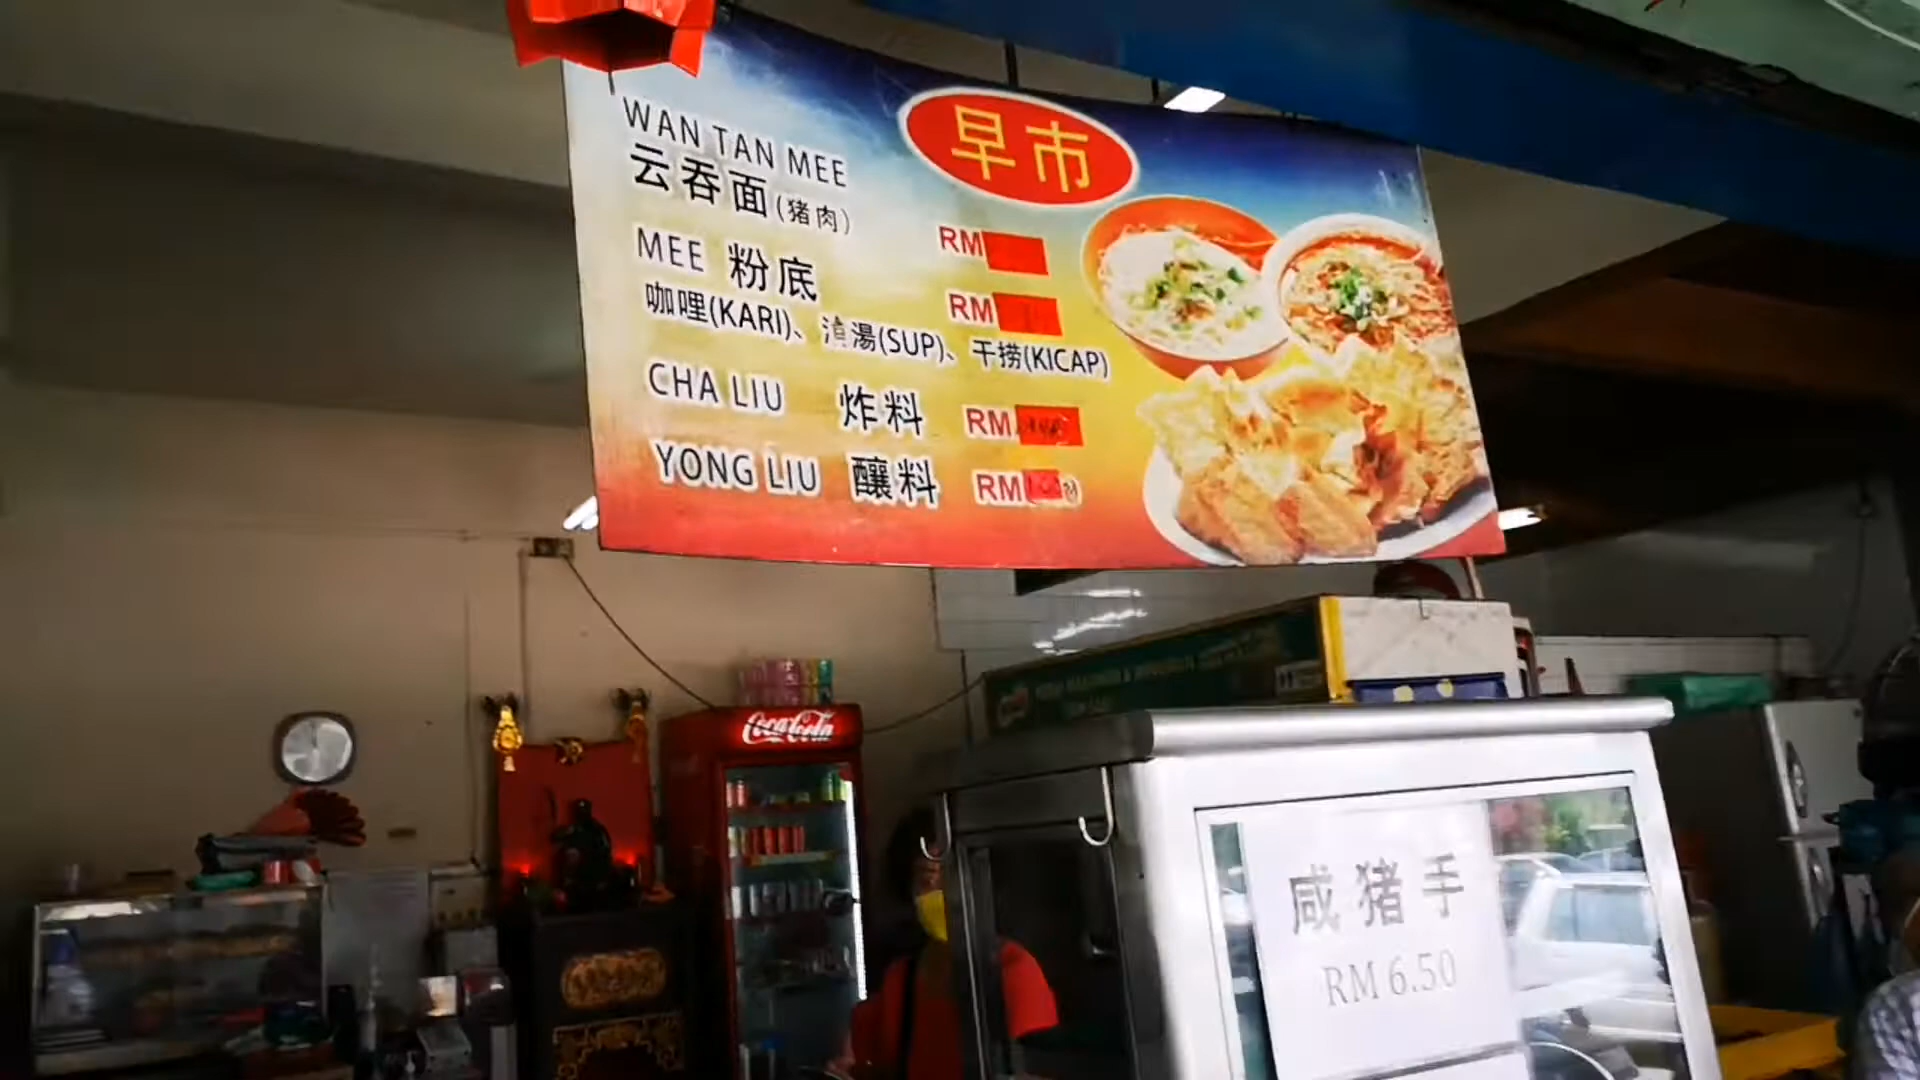 早市
WAN TAN MEE
云吞面(猪肉)
RM
MEE 粉底
RM
咖哩(KARI)、清湯(SUP)、干捞(KICAP)
CHA LIU 炸料 RM
YONG LIU 釀料 RM
Coca-Cola
咸猪手
RM 6.50